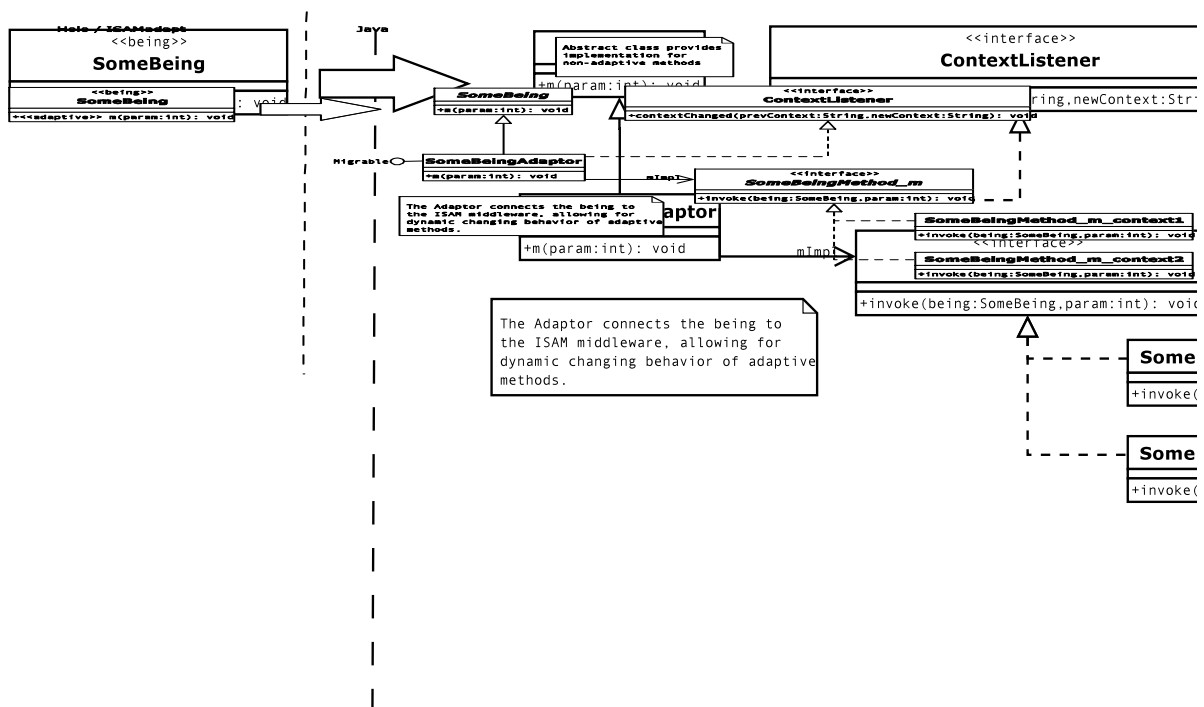 Holo / ISAMadapt
Java
<<being>>
SomeBeing
: void
<<being>>
SomeBeing
+<<adaptive>> m(param:int): void
Abstract class provides
implementation for
non-adaptive methods
+m(param:int): void
<<interface>>
ContextListener
ring,newContext:Str
SomeBeing
+m(param:int): void
<<interface>>
ContextListener
+contextChanged(prevContext:String,newContext:String): void
Migrable
SomeBeingAdaptor
+m(param:int): void
mImpl
<<interface>>
SomeBeingMethod_m
+invoke(being:SomeBeing,param:int): void
The Adaptor connects the being to
the ISAM middleware, allowing for
dynamic changing behavior of adaptive
methods.
aptor
+m(param:int): void
mImpl
SomeBeingMethod_m_context1
+invoke(being:SomeBeing,param:int): void
<<interface>>
SomeBeingMethod_m_context2
+invoke(being:SomeBeing,param:int): void
+invoke(being:SomeBeing,param:int): void
The Adaptor connects the being to
the ISAM middleware, allowing for
dynamic changing behavior of adaptive
methods.
Some
+invoke(
Some
+invoke(